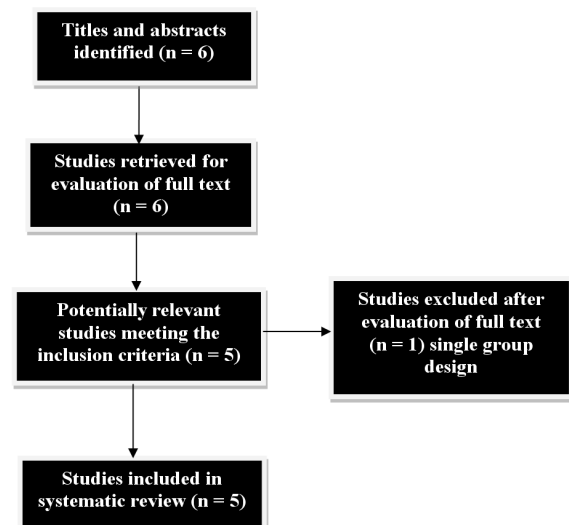 Titles and abstracts
identified (n = 6)
Studies retrieved for
evaluation of full text
(n = 6)
Potentially relevant
studies meeting the
inclusion criteria (n = 5)
Studies excluded after
evaluation of full text
(n = 1) single group
design
Studies included in
systematic review (n = 5)